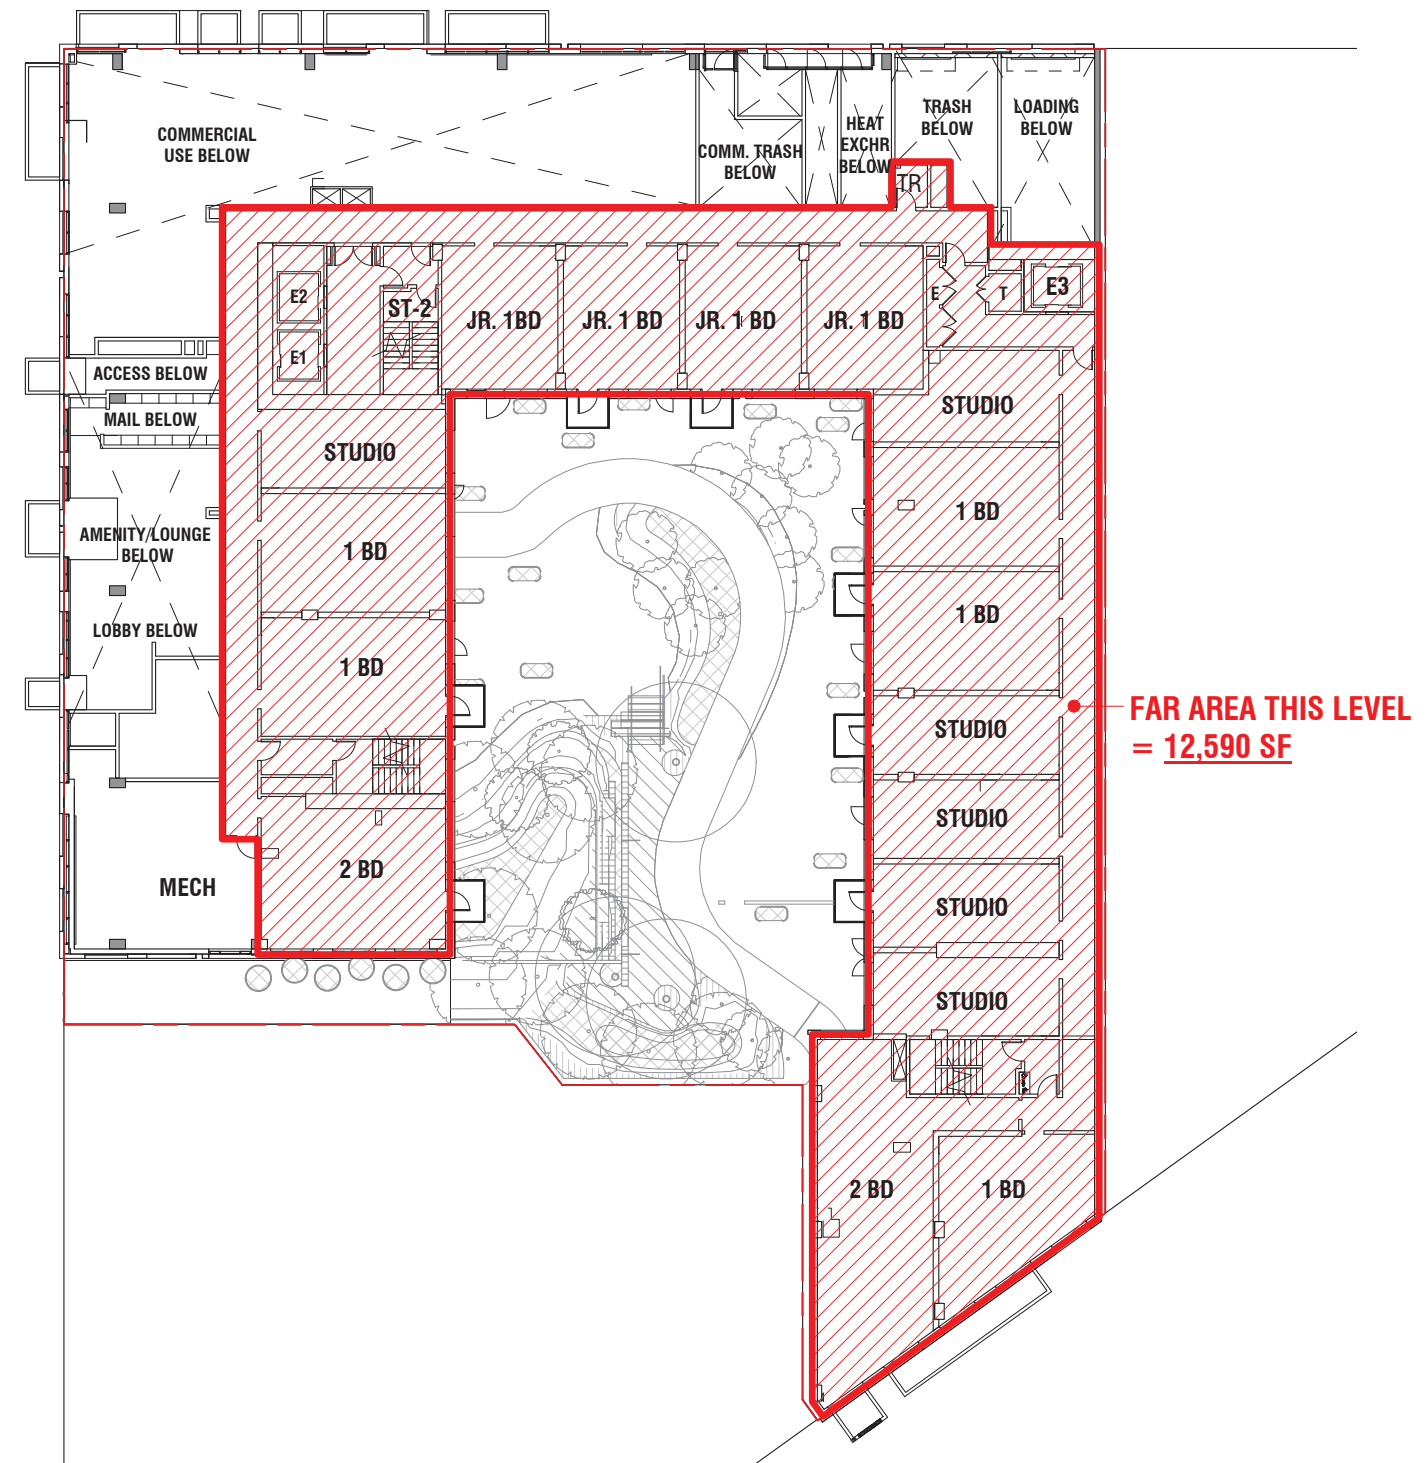 COMMERCIAL
USE BELOW
COMM. TRASH
BELOW
HEAT
EXCHR
BELOW
TRASH
BELOW
LOADING
BELOW
TR
E2
E1
ST-2
JR. 1BD
JR. 1 BD
JR. 1 BD
JR. 1 BD
E
T
E3
ACCESS BELOW
MAIL BELOW
STUDIO
STUDIO
AMENITY/LOUNGE
BELOW
1 BD
1 BD
LOBBY BELOW
1 BD
1 BD
FAR AREA THIS LEVEL
= 12,590 SF
STUDIO
STUDIO
MECH
2 BD
STUDIO
STUDIO
2 BD
1 BD